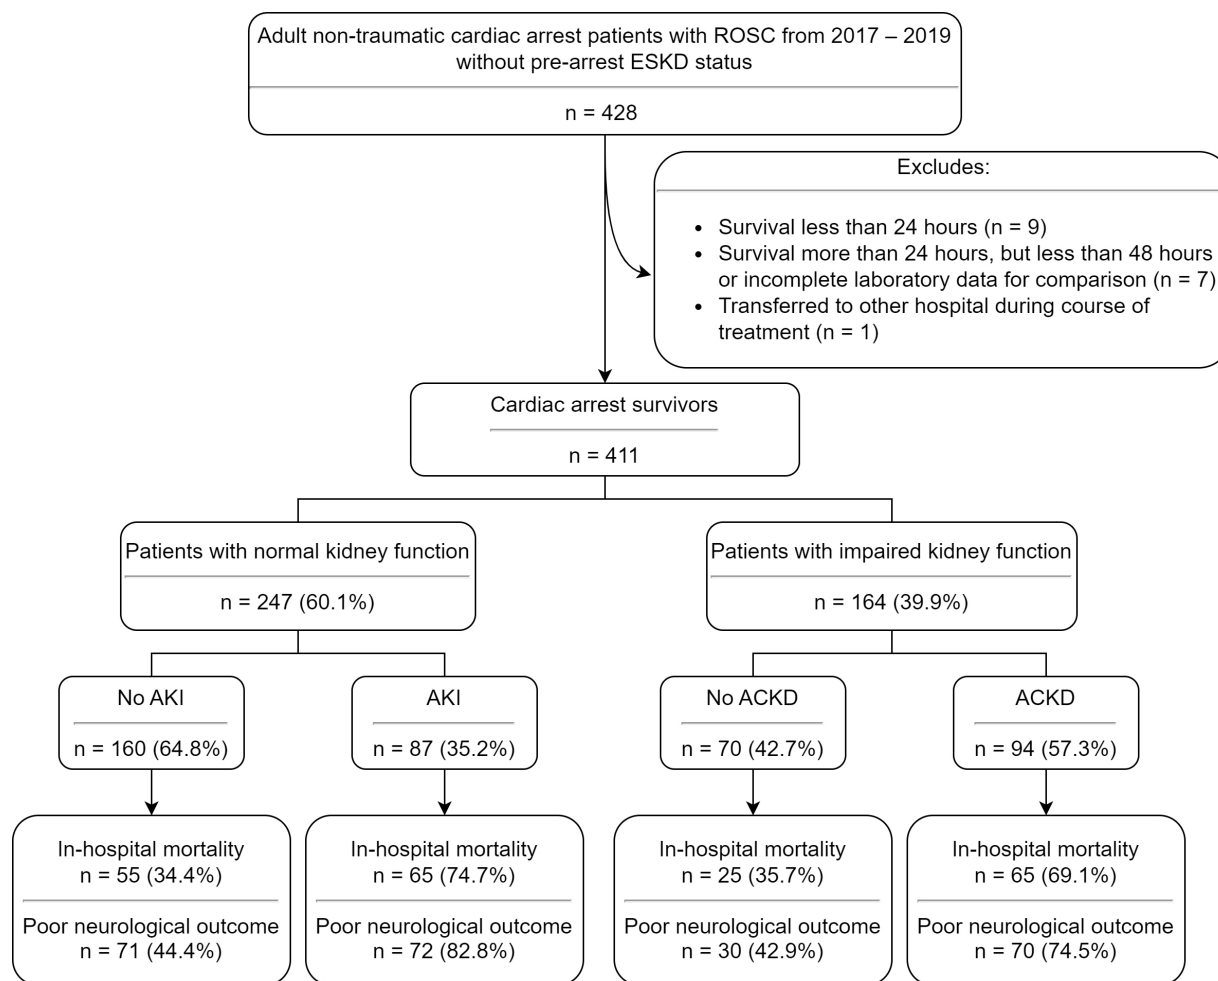 Adult non-traumatic cardiac arrest patients with ROSC from 2017 – 2019
without pre-arrest ESKD status
n = 428
Excludes:
• Survival less than 24 hours (n = 9)
• Survival more than 24 hours, but less than 48 hours
or incomplete laboratory data for comparison (n = 7)
• Transferred to other hospital during course of
treatment (n = 1)
Cardiac arrest survivors
n = 411
Patients with normal kidney function
n = 247 (60.1%)
Patients with impaired kidney function
n = 164 (39.9%)
No AKI
n = 160 (64.8%)
AKI
n = 87 (35.2%)
No ACKD
n = 70 (42.7%)
ACKD
n = 94 (57.3%)
In-hospital mortality
n = 55 (34.4%)
Poor neurological outcome
n = 71 (44.4%)
In-hospital mortality
n = 65 (74.7%)
Poor neurological outcome
n = 72 (82.8%)
In-hospital mortality
n = 25 (35.7%)
Poor neurological outcome
n = 30 (42.9%)
In-hospital mortality
n = 65 (69.1%)
Poor neurological outcome
n = 70 (74.5%)